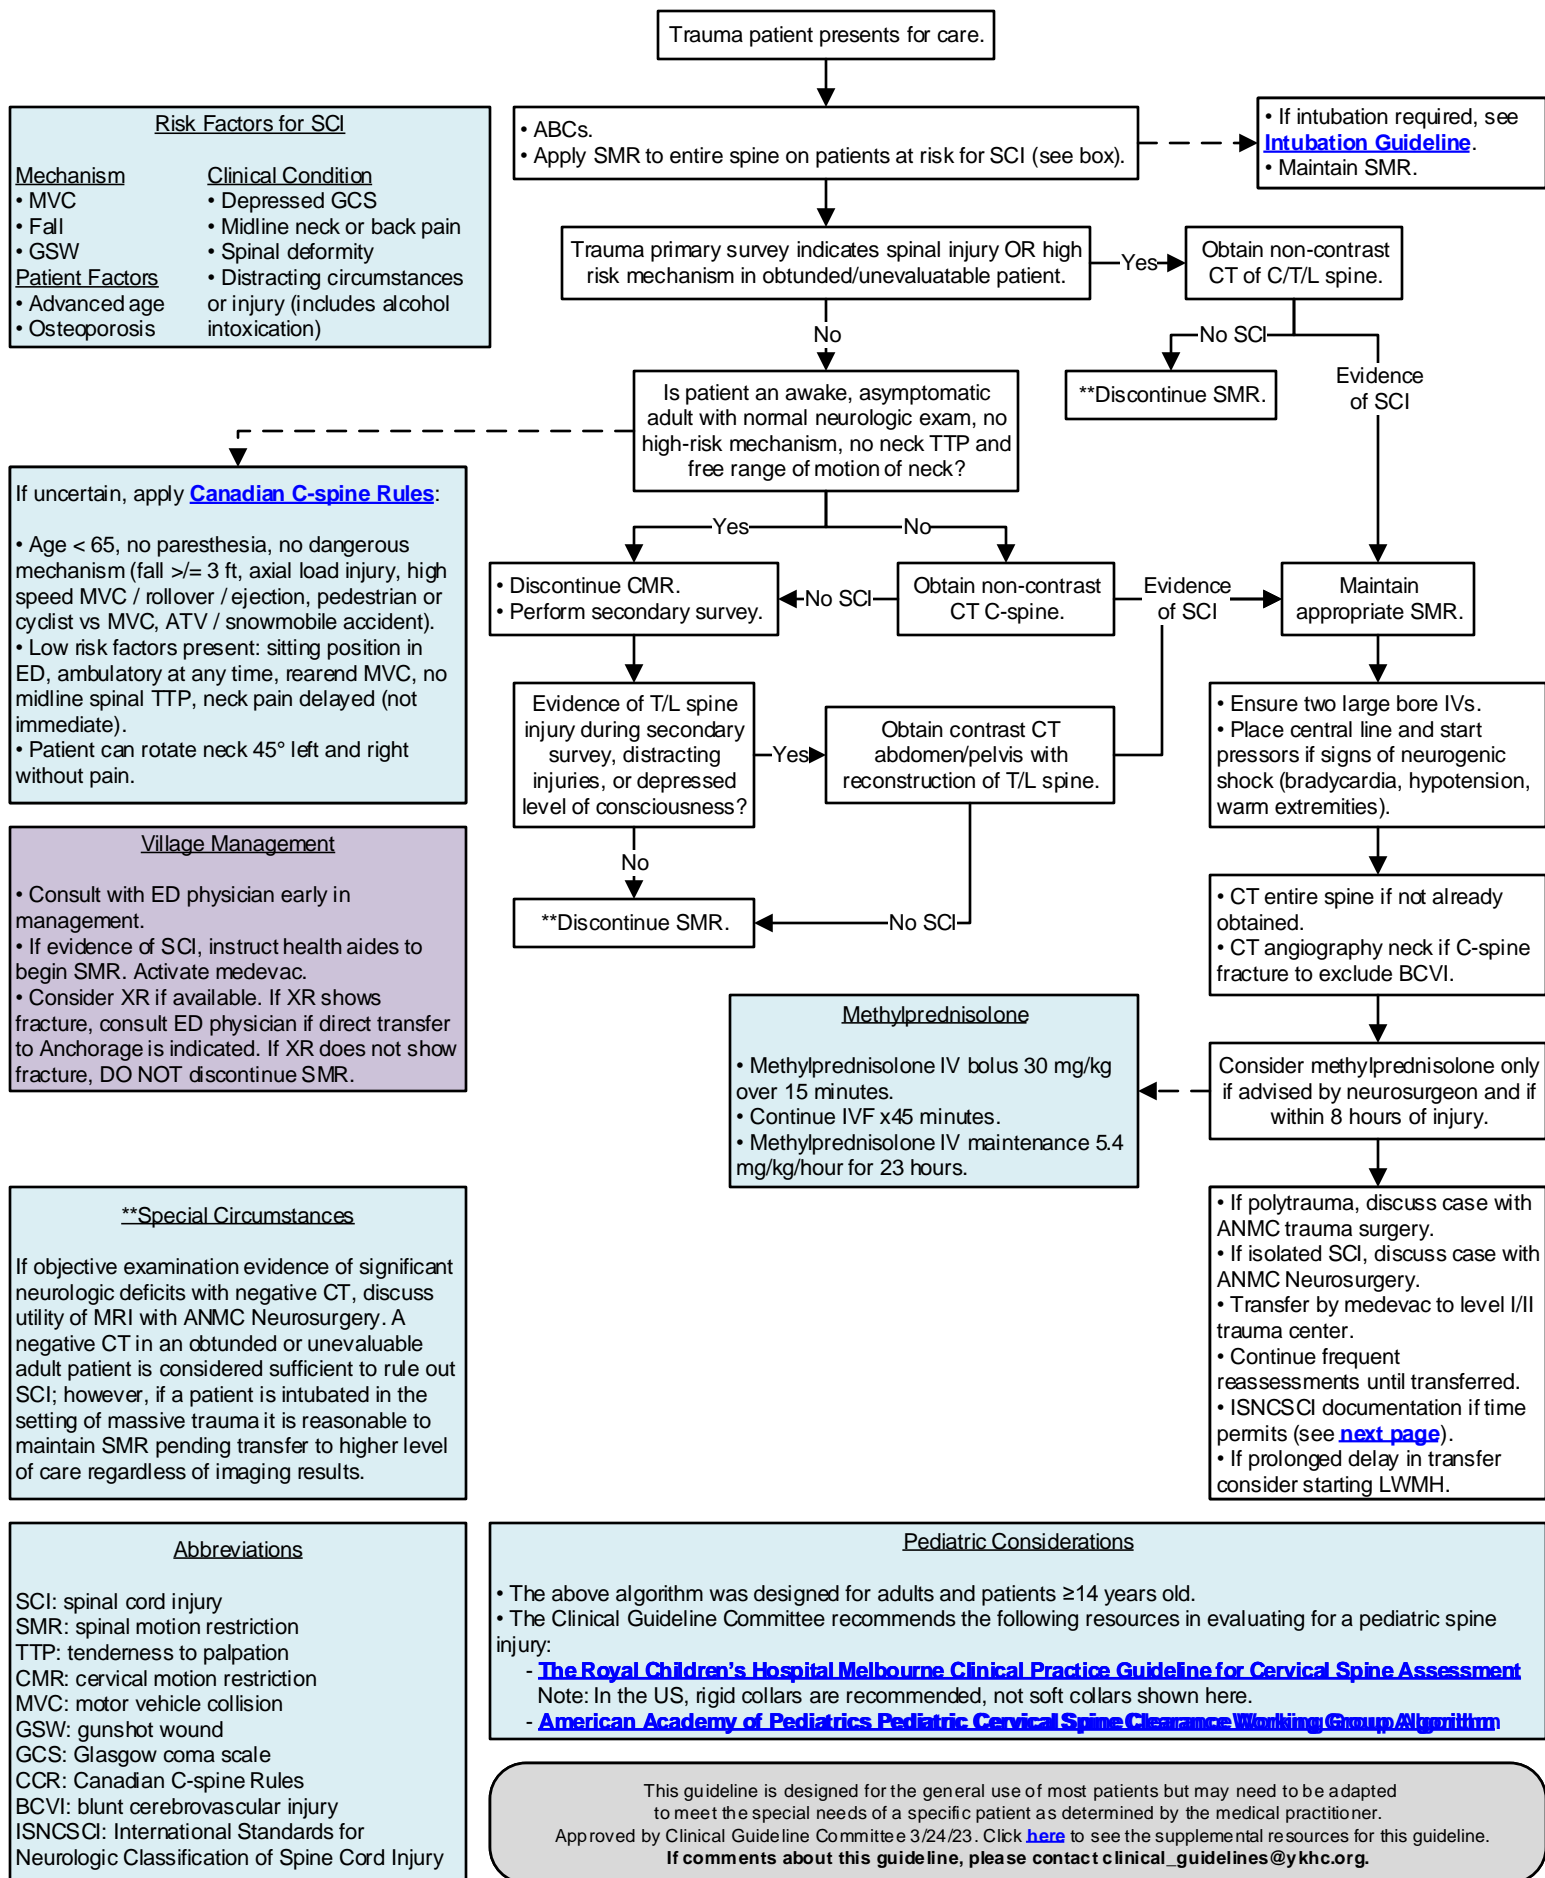 Trauma patient presents for care.
• ABCs.
• Apply SMR to entire spine on patients at risk for SCI (see box).
• If intubation required, see
Intubation Guideline.
• Maintain SMR.
Risk Factors for SCI
Mechanism
• MVC
• Fall
• GSW
Patient Factors
• Advanced age
• Osteoporosis
Clinical Condition
• Depressed GCS
• Midline neck or back pain
• Spinal deformity
• Distracting circumstances
or injury (includes alcohol
intoxication)
Trauma primary survey indicates spinal injury OR high
risk mechanism in obtunded/unevaluatable patient.
Yes
Obtain non-contrast
CT of C/T/L spine.
No
No SCI
**Discontinue SMR.
Evidence
of SCI
Is patient an awake, asymptomatic
adult with normal neurologic exam, no
high-risk mechanism, no neck TTP and
free range of motion of neck?
If uncertain, apply Canadian C-spine Rules:
• Age < 65, no paresthesia, no dangerous
mechanism (fall >/= 3 ft, axial load injury, high
speed MVC / rollover / ejection, pedestrian or
cyclist vs MVC, ATV / snowmobile accident).
• Low risk factors present: sitting position in
ED, ambulatory at any time, rearend MVC, no
midline spinal TTP, neck pain delayed (not
immediate).
• Patient can rotate neck 45° left and right
without pain.
Yes
No
• Discontinue CMR.
• Perform secondary survey.
No SCI
Obtain non-contrast
CT C-spine.
Evidence
of SCI
Maintain
appropriate SMR.
Evidence of T/L spine
injury during secondary
survey, distracting
injuries, or depressed
level of consciousness?
Yes
Obtain contrast CT
abdomen/pelvis with
reconstruction of T/L spine.
No
**Discontinue SMR.
No SCI
• Ensure two large bore IVs.
• Place central line and start
pressors if signs of neurogenic
shock (bradycardia, hypotension,
warm extremities).
• CT entire spine if not already
obtained.
• CT angiography neck if C-spine
fracture to exclude BCVI.
Village Management
• Consult with ED physician early in
management.
• If evidence of SCI, instruct health aides to
begin SMR. Activate medevac.
• Consider XR if available. If XR shows
fracture, consult ED physician if direct transfer
to Anchorage is indicated. If XR does not show
fracture, DO NOT discontinue SMR.
Methylprednisolone
• Methylprednisolone IV bolus 30 mg/kg
over 15 minutes.
• Continue IVF x45 minutes.
• Methylprednisolone IV maintenance 5.4
mg/kg/hour for 23 hours.
Consider methylprednisolone only
if advised by neurosurgeon and if
within 8 hours of injury.
• If polytrauma, discuss case with
ANMC trauma surgery.
• If isolated SCI, discuss case with
ANMC Neurosurgery.
• Transfer by medevac to level I/II
trauma center.
• Continue frequent
reassessments until transferred.
• ISNCSCI documentation if time
permits (see next page).
• If prolonged delay in transfer
consider starting LWMH.
**Special Circumstances
If objective examination evidence of significant
neurologic deficits with negative CT, discuss
utility of MRI with ANMC Neurosurgery. A
negative CT in an obtunded or unevaluable
adult patient is considered sufficient to rule out
SCI; however, if a patient is intubated in the
setting of massive trauma it is reasonable to
maintain SMR pending transfer to higher level
of care regardless of imaging results.
Abbreviations
SCI: spinal cord injury
SMR: spinal motion restriction
TTP: tenderness to palpation
CMR: cervical motion restriction
MVC: motor vehicle collision
GSW: gunshot wound
GCS: Glasgow coma scale
CCR: Canadian C-spine Rules
BCVI: blunt cerebrovascular injury
ISNCSCI: International Standards for
Neurologic Classification of Spine Cord Injury
Pediatric Considerations
• The above algorithm was designed for adults and patients ≥14 years old.
• The Clinical Guideline Committee recommends the following resources in evaluating for a pediatric spine
injury:
- The Royal Children's Hospital Melbourne Clinical Practice Guideline for Cervical Spine Assessment
Note: In the US, rigid collars are recommended, not soft collars shown here.
- American Academy of Pediatrics Pediatric Cervical Spine Clearance Working Group Algorithm
This guideline is designed for the general use of most patients but may need to be adapted
to meet the special needs of a specific patient as determined by the medical practitioner.
Approved by Clinical Guideline Committee 3/24/23. Click here to see the supplemental resources for this guideline.
If comments about this guideline, please contact clinical_guidelines@ykhc.org.